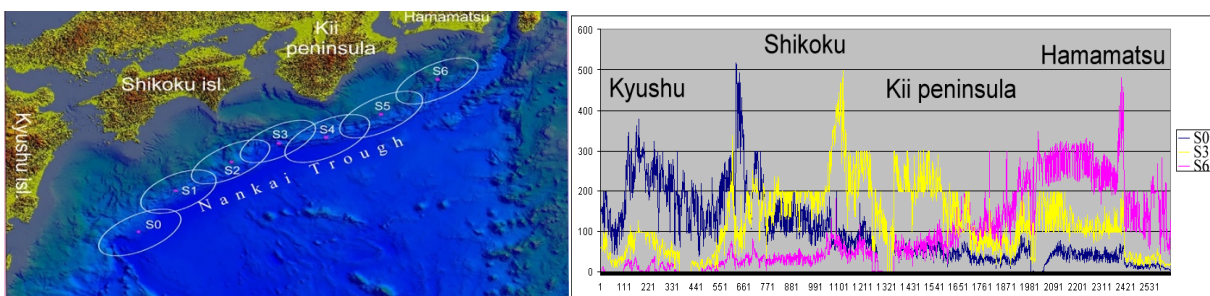 Hamamatsu
Kii
peninsula
Shikoku isl.
Kyushu isl.
S6
S5
S4
S3
S2
S1
S0
Nankai Trough
600
500
400
300
200
100
0
Kyushu
Shikoku
Kii peninsula
Hamamatsu
1 111 221 331 441 551 661 771 881 991 1101 1211 1321 1431 1541 1651 1761 1871 1981 2091 2201 2311 2421 2531
S0
S3
S6